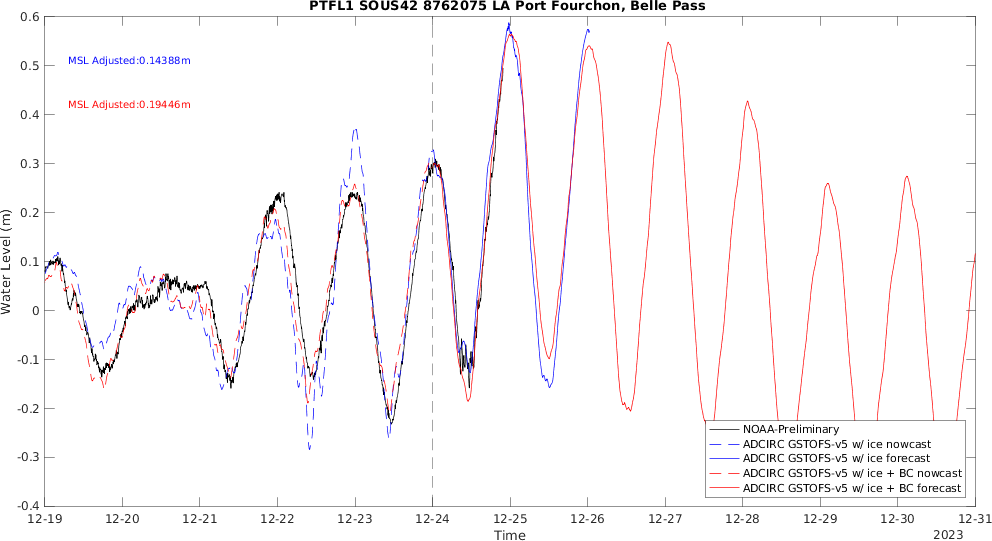 PTFL1 SOUS42 8762075 LA Port Fourchon, Belle Pass
0.6
0.5
0.4
0.3
0.2
0.1
0
-0.1
-0.2
-0.3
-0.4
Water Level (m)
MSL Adjusted:0.14388m
MSL Adjusted:0.19446m
NOAA-Preliminary
ADCIRC GSTOFS-v5 w/ ice nowcast
ADCIRC GSTOFS-v5 w/ ice forecast
ADCIRC GSTOFS-v5 w/ ice + BC nowcast
ADCIRC GSTOFS-v5 w/ ice + BC forecast
12-19 12-20 12-21 12-22 12-23 12-24 12-25 12-26 12-27 12-28 12-29 12-30 12-31
Time
2023